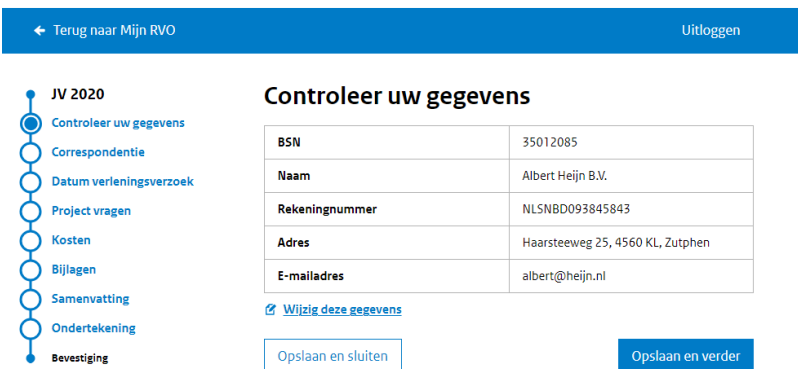 Terug naar Mijn RVO Uitloggen
JV 2020
Controleer uw gegevens
Correspondentie
Datum verleningsverzoek
Project vragen
Kosten
Bijlagen
Samenvatting
Ondertekening
Bevestiging
Controleer uw gegevens
BSN 35012085
Naam Albert Heijn B.V.
Rekeningnummer NLSNBD093845843
Adres Haarsteeweg 25, 4560 KL, Zutphen
E-mailadres albert@heijn.nl
Wijzig deze gegevens
Opslaan en sluiten Opslaan en verder